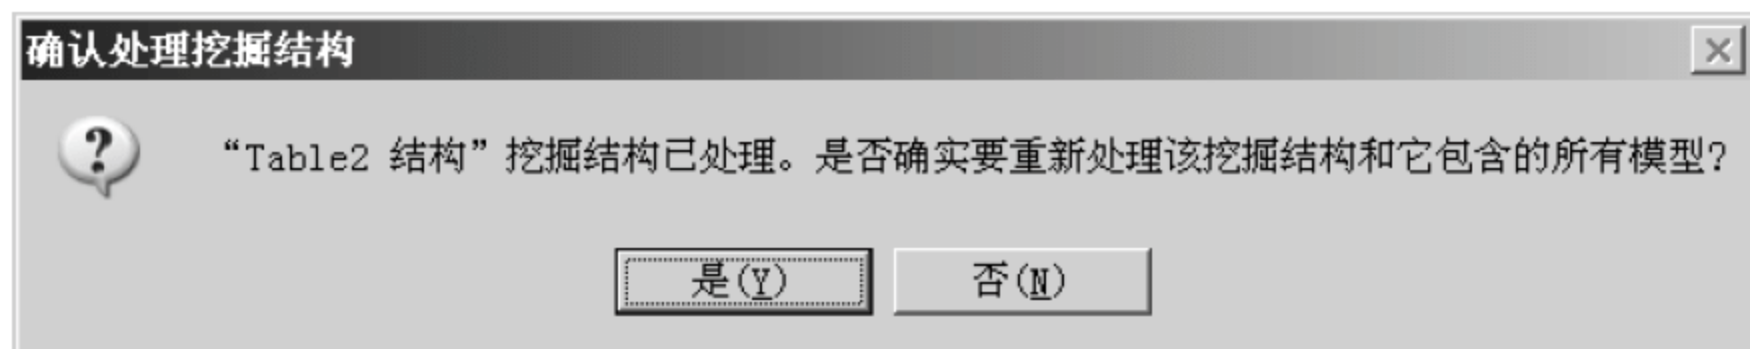 确认处理挖掘结构
“Table2 结构”挖掘结构已处理。是否确实要重新处理该挖掘结构和它包含的所有模型?
是(Y) 否(N)